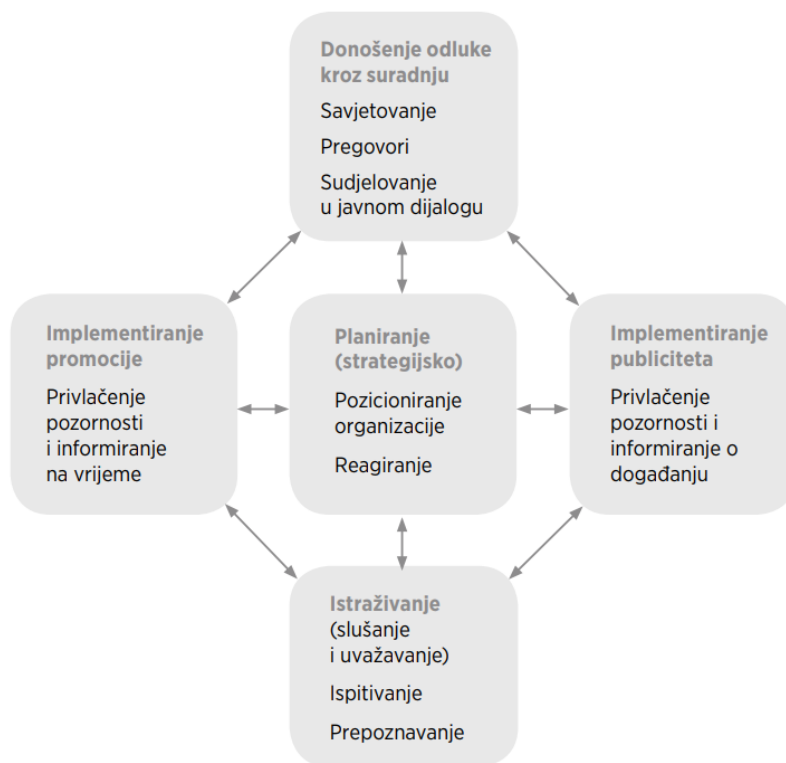 Donošenje odluke
kroz suradnju
Savjetovanje
Pregovori
Sudjelovanje
u javnom dijalogu
Implementiranje
promocije
Privlačenje
pozornosti
i informiranje
na vrijeme
Planiranje
(strategijsko)
Pozicioniranje
organizacije
Reagiranje
Implementiranje
publiciteta
Privlačenje
pozornosti i
informiranje o
događanju
Istraživanje
(slušanje
i uvažavanje)
Ispitivanje
Prepoznavanje